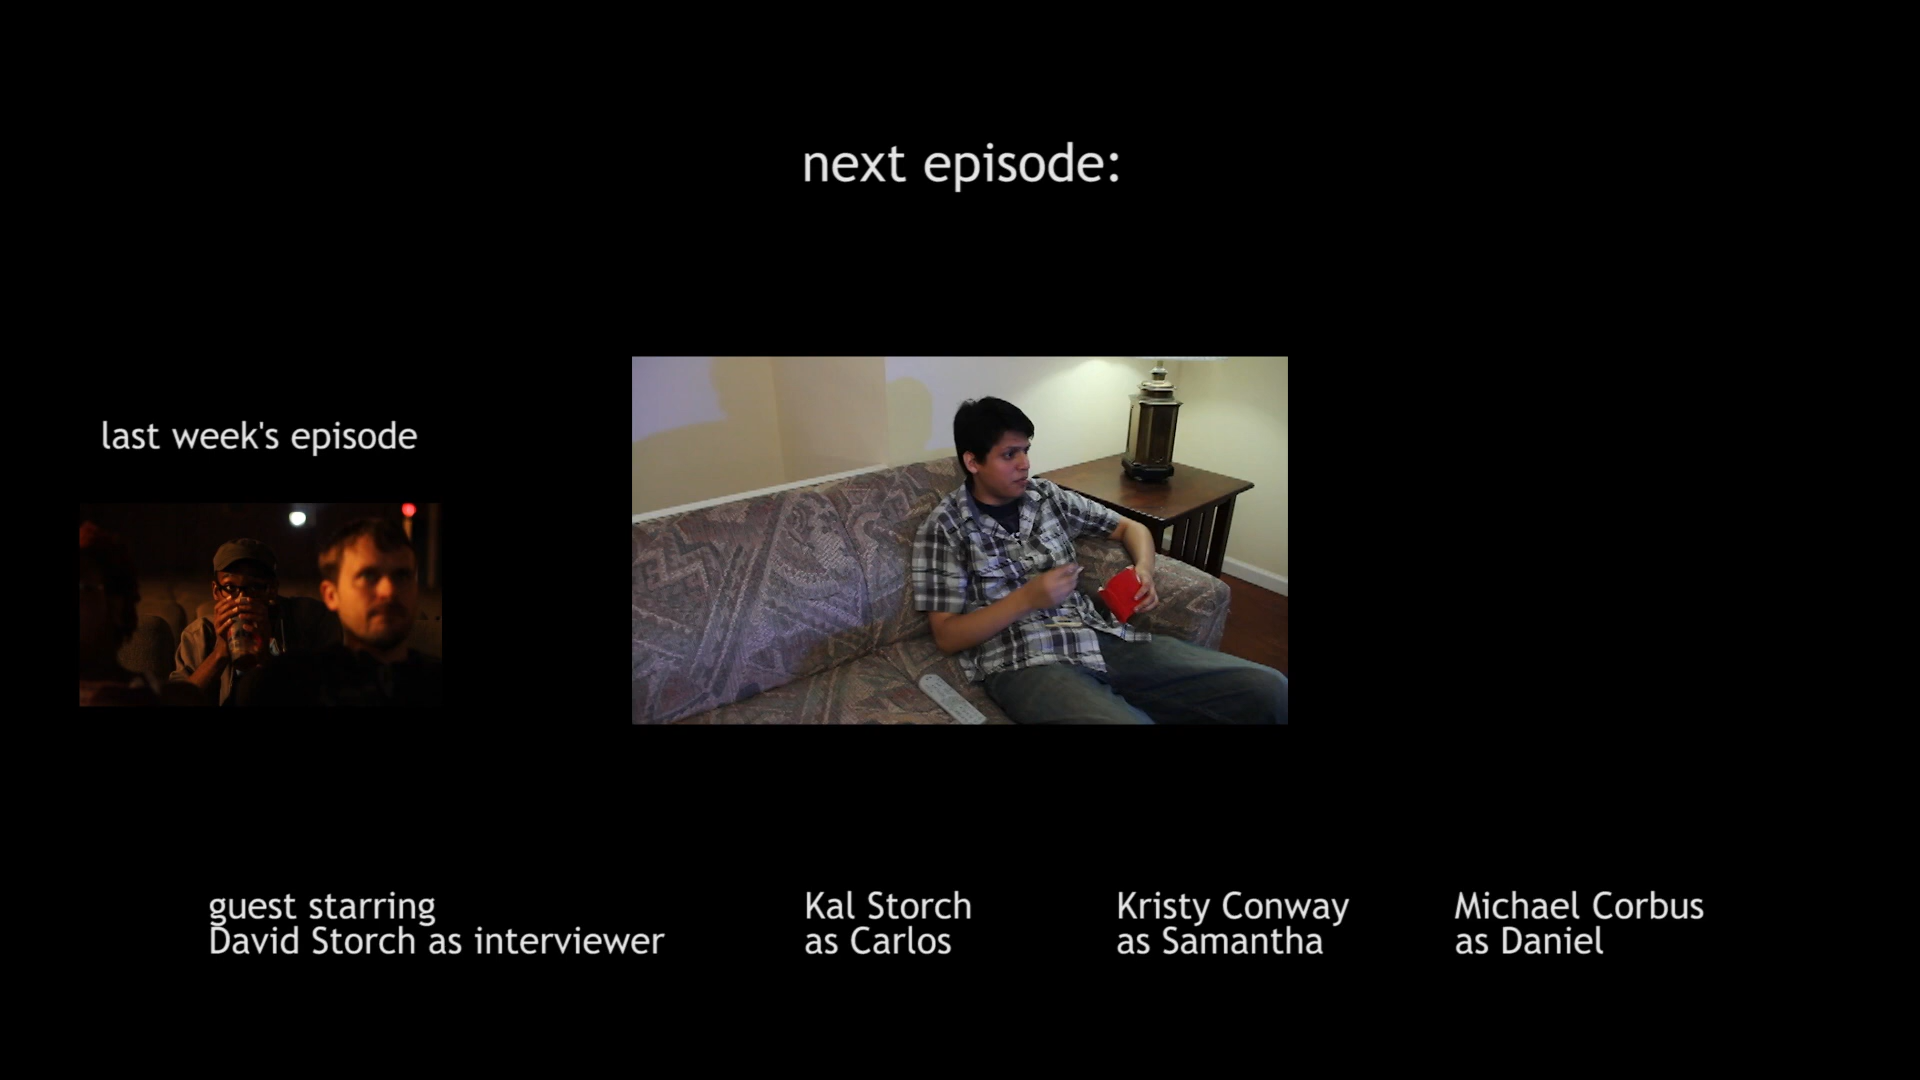 next episode:
last week's episode
guest starring
David Storch as interviewer
Kal Storch
as Carlos
Kristy Conway
as Samantha
Michael Corbus
as Daniel